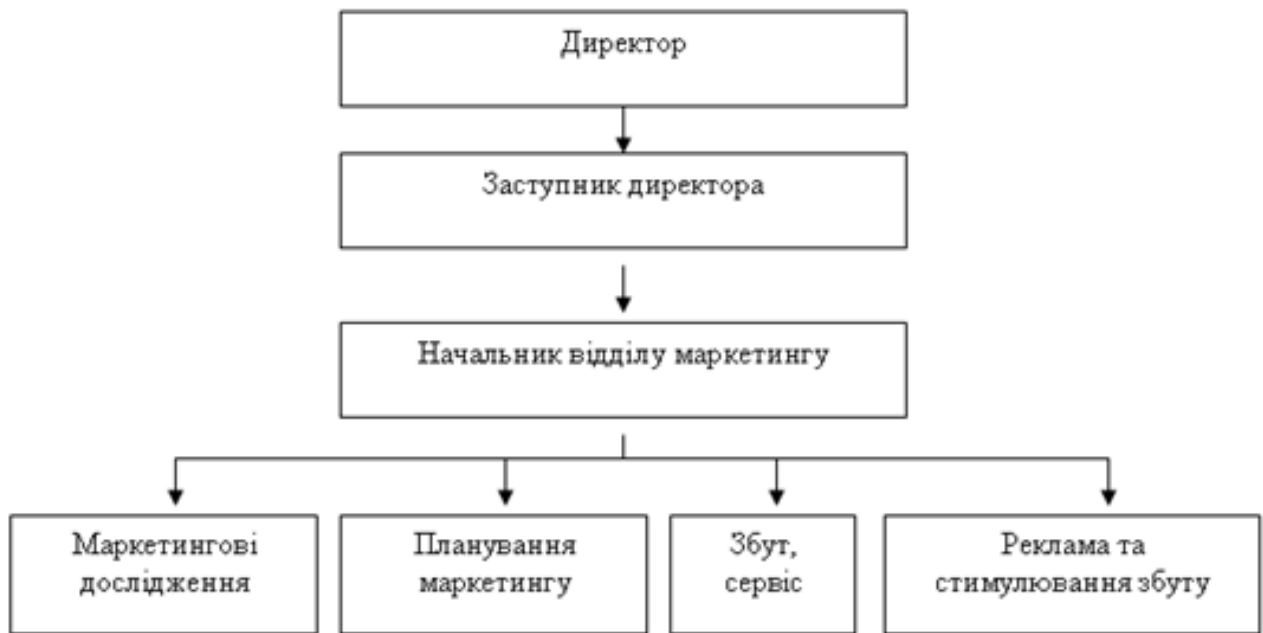 Директор
Заступник директора
Начальник відділу маркетингу
Маркетингові
дослідження
Планування
маркетингу
Збут,
сервіс
Реклама та
стимулювання збуту